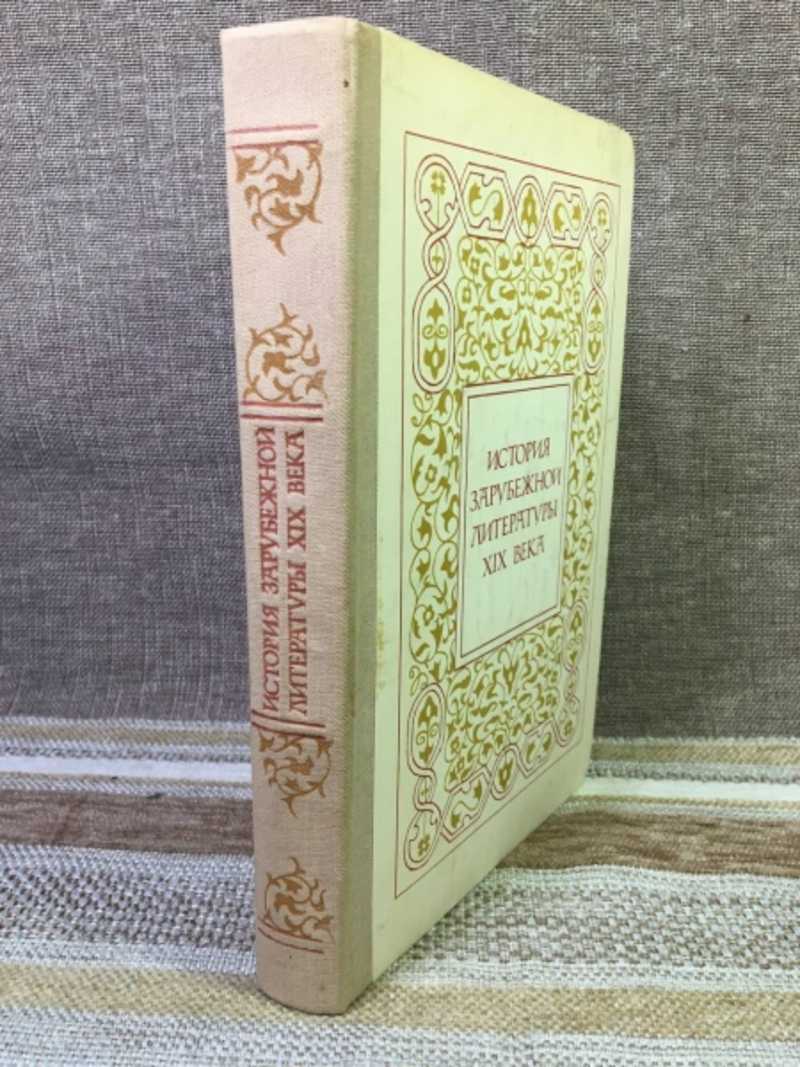 ИСТОРИЯ ЗАРУБЕЖНОЙ
ЛИТЕРАТУРЫ XIX ВЕКА
ИСТОРИЯ
ЗАРУБЕЖНОЙ
ЛИТЕРАТУРЫ
XIX ВЕКА